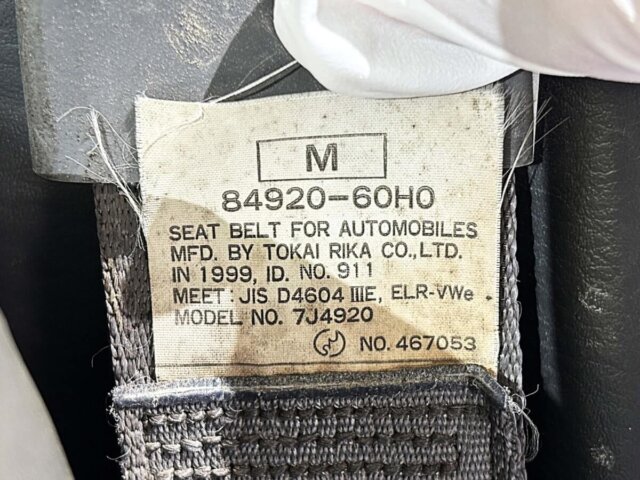 M
84920-60H0
SEAT BELT FOR AUTOMOBILES
MFD. BY TOKAI RIKA CO.,LTD.
IN 1999, ID. NO. 911
MEET: JIS D4604 ⅢE, ELR-VWe
MODEL NO. 7J4920
NO. 467053